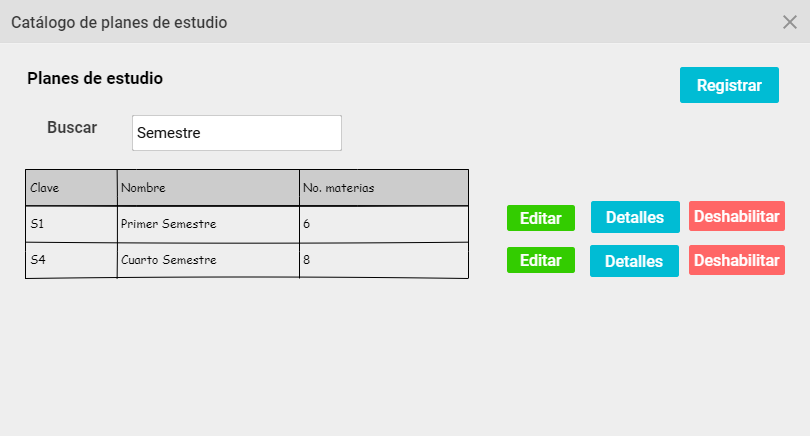 Catálogo de planes de estudio
Planes de estudio
Registrar
Buscar Semestre
Clave Nombre No. materias
S1 Primer Semestre 6 Editar Detalles Deshabilitar
S4 Cuarto Semestre 8 Editar Detalles Deshabilitar